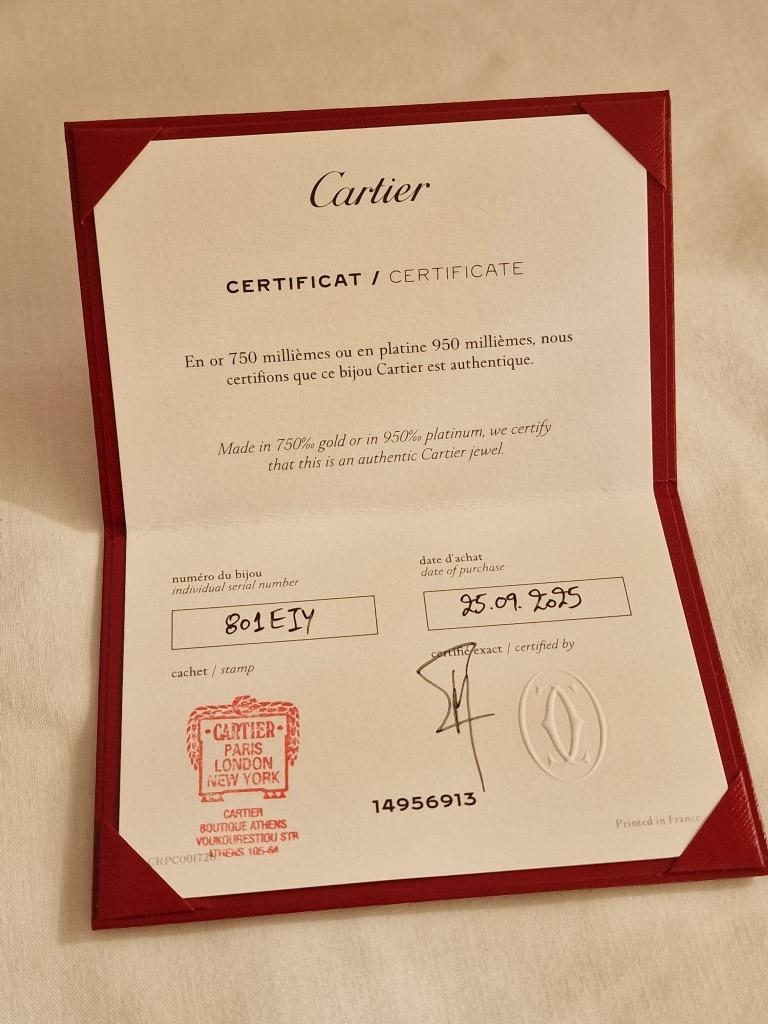 Cartier
CERTIFICAT / CERTIFICATE
En or 750 millièmes ou en platine 950 millièmes, nous
certifions que ce bijou Cartier est authentique.
Made in 750‰ gold or in 950‰ platinum, we certify
that this is an authentic Cartier jewel.
numéro du bijou
individual serial number
801EIY
date d'achat
date of purchase
25.09.2025
cachet / stamp
certifié exact / certified by
CARTIER
PARIS
LONDON
NEW YORK
CARTIER
BOUTIQUE ATHENS
VOUKOURESTIOU STR
ATHENS 105-64
14956913
Printed in France